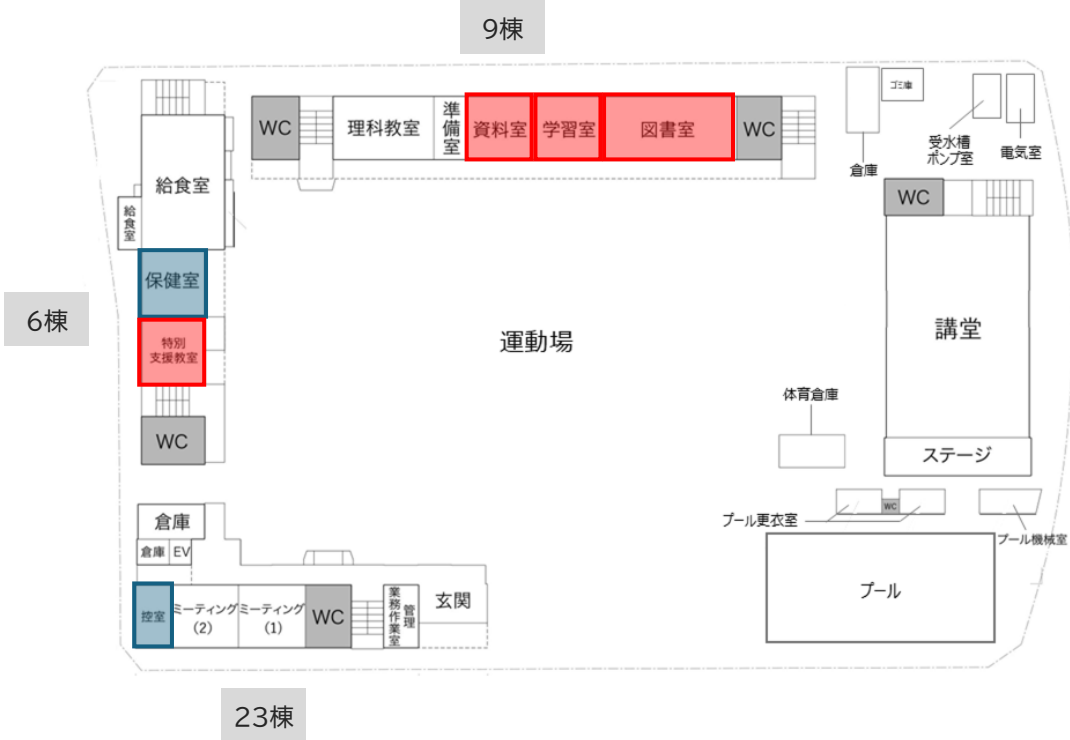 9棟
WC
理科教室
準備室
資料室
学習室
図書室
WC
倉庫
ゴミ庫
受水槽
ポンプ室
電気室
給食室
給食室
保健室
特別
支援教室
WC
6棟
運動場
WC
講堂
ステージ
体育倉庫
プール更衣室
WC
プール機械室
プール
倉庫
倉庫
EV
控室
ミーティング
(2)
ミーティング
(1)
WC
管理
業務作業室
玄関
23棟